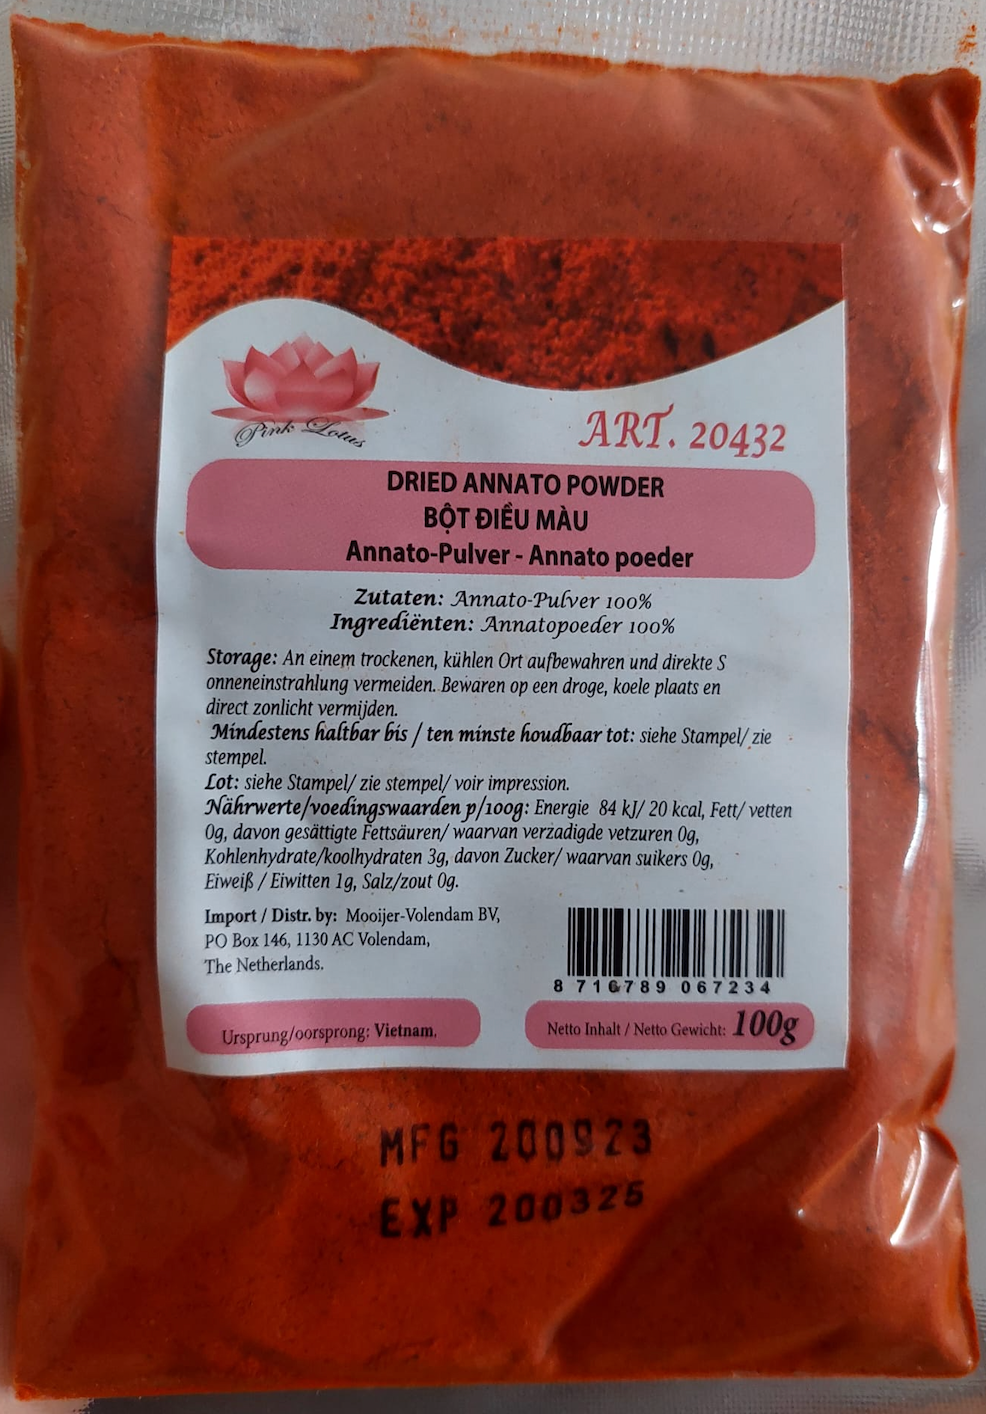 Pink Lotus
ART. 20432
DRIED ANNATO POWDER
BỘT ĐIỀU MÀU
Annato-Pulver - Annato poeder
Zutaten: Annato-Pulver 100%
Ingrediënten: Annatopoeder 100%
Storage: An einem trockenen, kühlen Ort aufbewahren und direkte S
onneneinstrahlung vermeiden. Bewaren op een droge, koele plaats en
direct zonlicht vermijden.
Mindestens haltbar bis / ten minste houdbaar tot: siehe Stampel/ zie
stempel.
Lot: siehe Stampel/ zie stempel/ voir impression.
Nährwerte/voedingswaarden p/100g: Energie 84 kJ/ 20 kcal, Fett/ vetten
0g, davon gesättigte Fettsäuren/ waarvan verzadigde vetzuren 0g,
Kohlenhydrate/koolhydraten 3g, davon Zucker/ waarvan suikers 0g,
Eiweiß / Eiwitten 1g, Salz/zout 0g.
Import / Distr. by: Mooijer-Volendam BV,
PO Box 146, 1130 AC Volendam,
The Netherlands.
8 716789 067234
Ursprung/oorsprong: Vietnam.
Netto Inhalt / Netto Gewicht: 100g
MFG 200923
EXP 200325